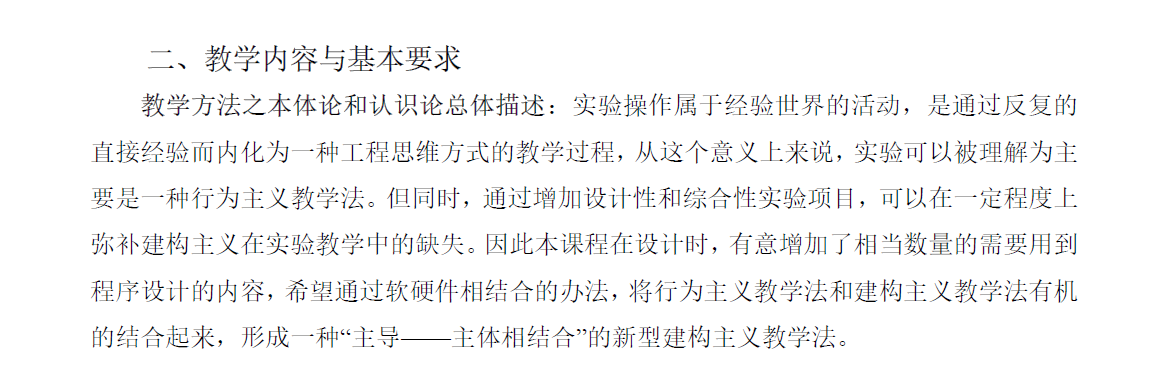 二、教学内容与基本要求
教学方法之本体论和认识论总体描述：实验操作属于经验世界的活动，是通过反复的
直接经验而内化为一种工程思维方式的教学过程，从这个意义上来说，实验可以被理解为主
要是一种行为主义教学法。但同时，通过增加设计性和综合性实验项目，可以在一定程度上
弥补建构主义在实验教学中的缺失。因此本课程在设计时，有意增加了相当数量的需要用到
程序设计的内容，希望通过软硬件相结合的办法，将行为主义教学法和建构主义教学法有机
的结合起来，形成一种“主导——主体相结合”的新型建构主义教学法。